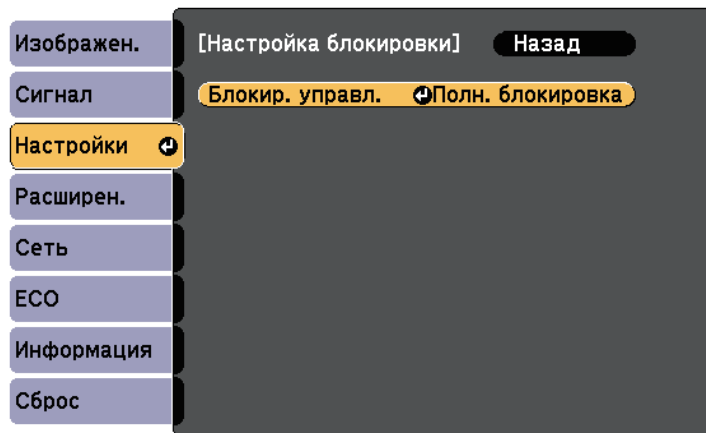 Изображен.
Сигнал
Настройки
Расширен.
Сеть
ECO
Информация
Сброс
[Настройка блокировки] Назад
Блокир. управл. Полн. блокировка